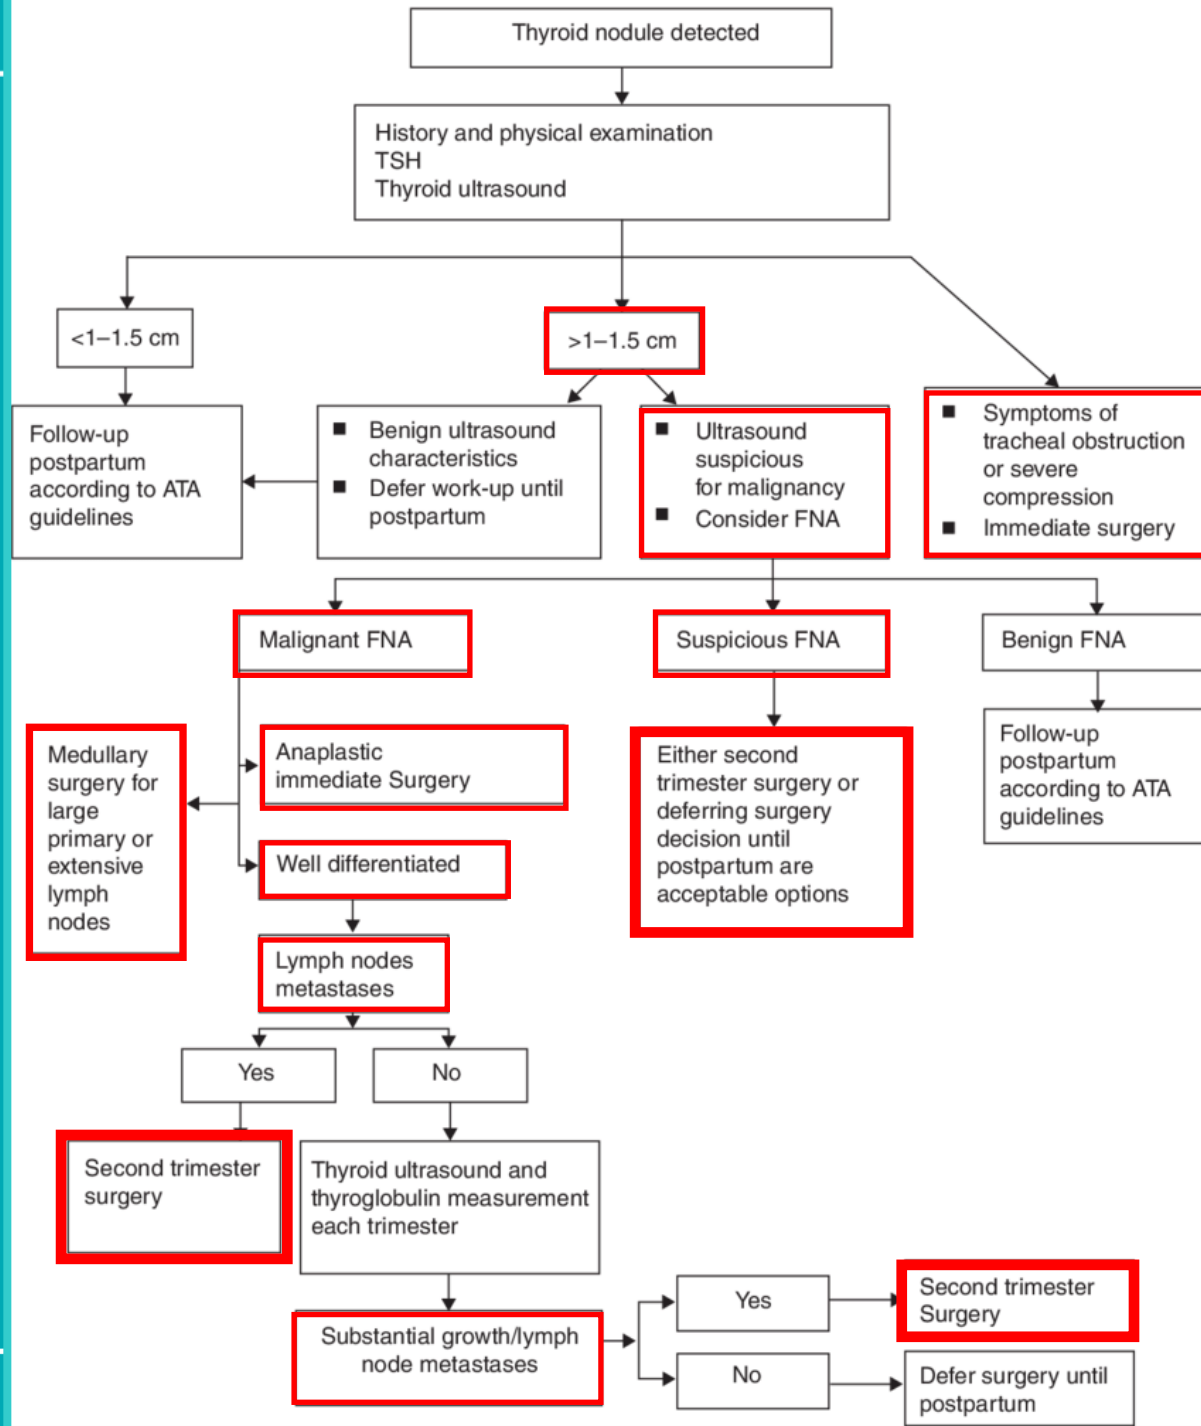 Thyroid nodule detected
History and physical examination
TSH
Thyroid ultrasound
<1–1.5 cm
>1–1.5 cm
Follow-up
postpartum
according to ATA
guidelines
■ Benign ultrasound
characteristics
■ Defer work-up until
postpartum
■ Ultrasound
suspicious
for malignancy
■ Consider FNA
■ Symptoms of
tracheal obstruction
or severe
compression
■ Immediate surgery
Malignant FNA
Suspicious FNA
Benign FNA
Medullary
surgery for
large
primary or
extensive
lymph
nodes
Anaplastic
immediate Surgery
Well differentiated
Either second
trimester surgery or
deferring surgery
decision until
postpartum are
acceptable options
Follow-up
postpartum
according to ATA
guidelines
Lymph nodes
metastases
Yes
No
Second trimester
surgery
Thyroid ultrasound and
thyroglobulin measurement
each trimester
Substantial growth/lymph
node metastases
Yes
Second trimester
Surgery
No
Defer surgery until
postpartum